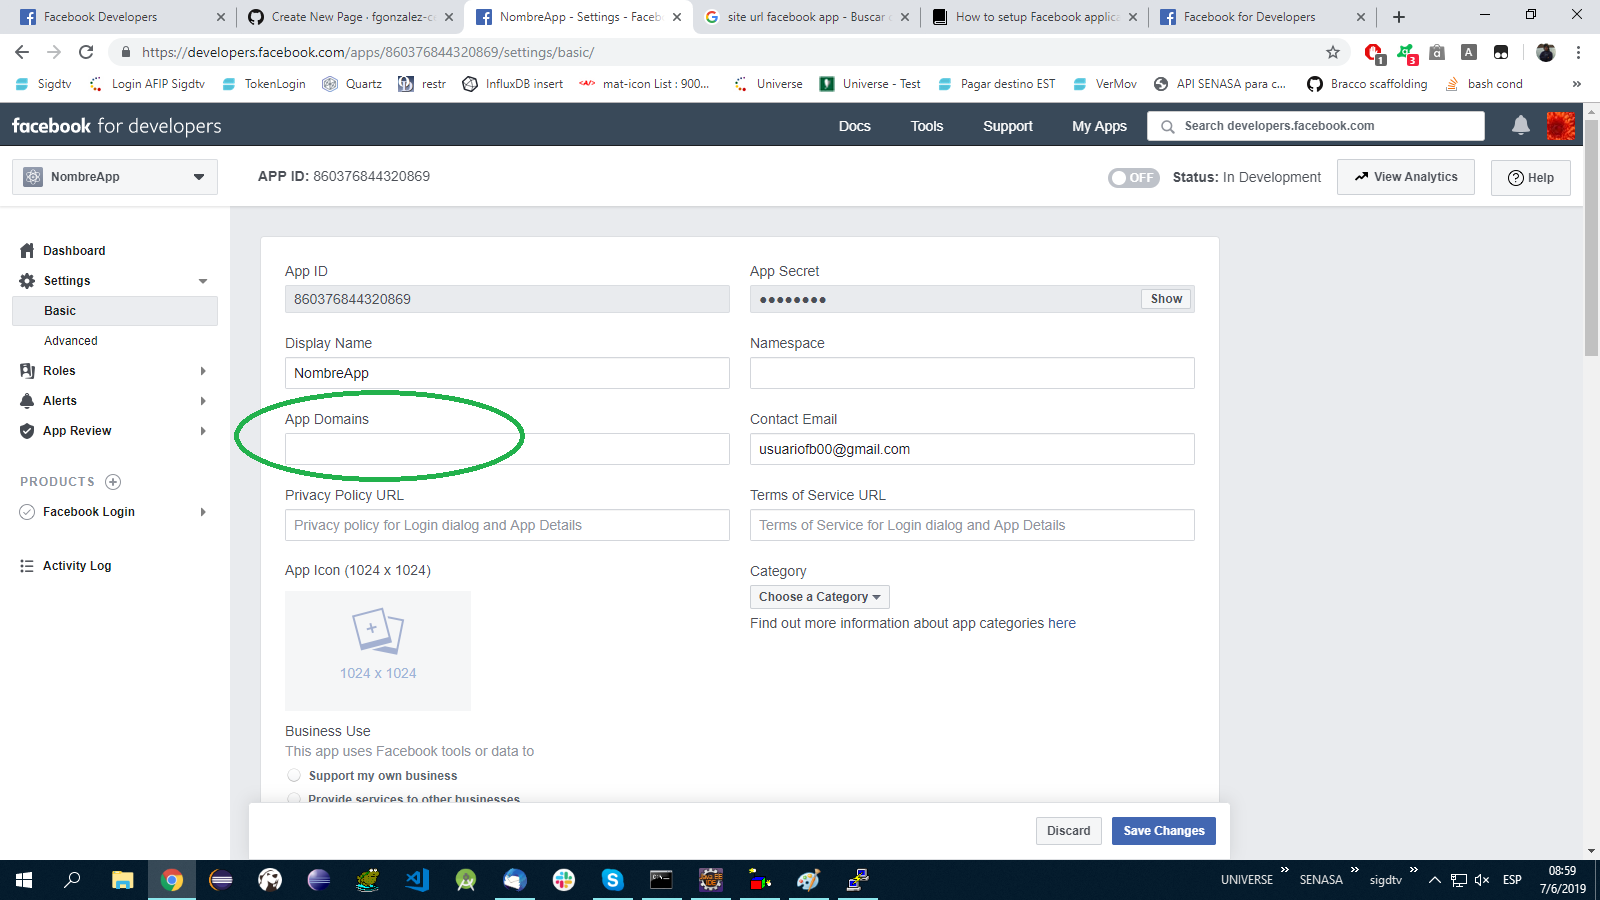 Facebook Developers
Create New Page · fgonzalez-c
NombreApp - Settings - Faceb
site url facebook app - Buscar
How to setup Facebook applica
Facebook for Developers
https://developers.facebook.com/apps/860376844320869/settings/basic/
1
3
Sigdtv
Login AFIP Sigdtv
TokenLogin
Quartz
restr
InfluxDB insert
mat-icon List : 900...
Universe
Universe - Test
Pagar destino EST
VerMov
API SENASA para c...
Bracco scaffolding
bash cond
»
facebook for developers
Docs
Tools
Support
My Apps
Search developers.facebook.com
NombreApp
APP ID: 860376844320869
OFF
Status: In Development
View Analytics
Help
Dashboard
Settings
Basic
Advanced
Roles
Alerts
App Review
PRODUCTS
Facebook Login
Activity Log
App ID
860376844320869
App Secret
●●●●●●●●
Show
Display Name
NombreApp
Namespace
App Domains
Contact Email
usuariofb00@gmail.com
Privacy Policy URL
Privacy policy for Login dialog and App Details
Terms of Service URL
Terms of Service for Login dialog and App Details
App Icon (1024 x 1024)
1024 x 1024
Category
Choose a Category
Find out more information about app categories here
Business Use
This app uses Facebook tools or data to
Support my own business
Provide services to other businesses
Discard
Save Changes
UNIVERSE »
SENASA »
sigdtv »
ESP
08:59
7/6/2019